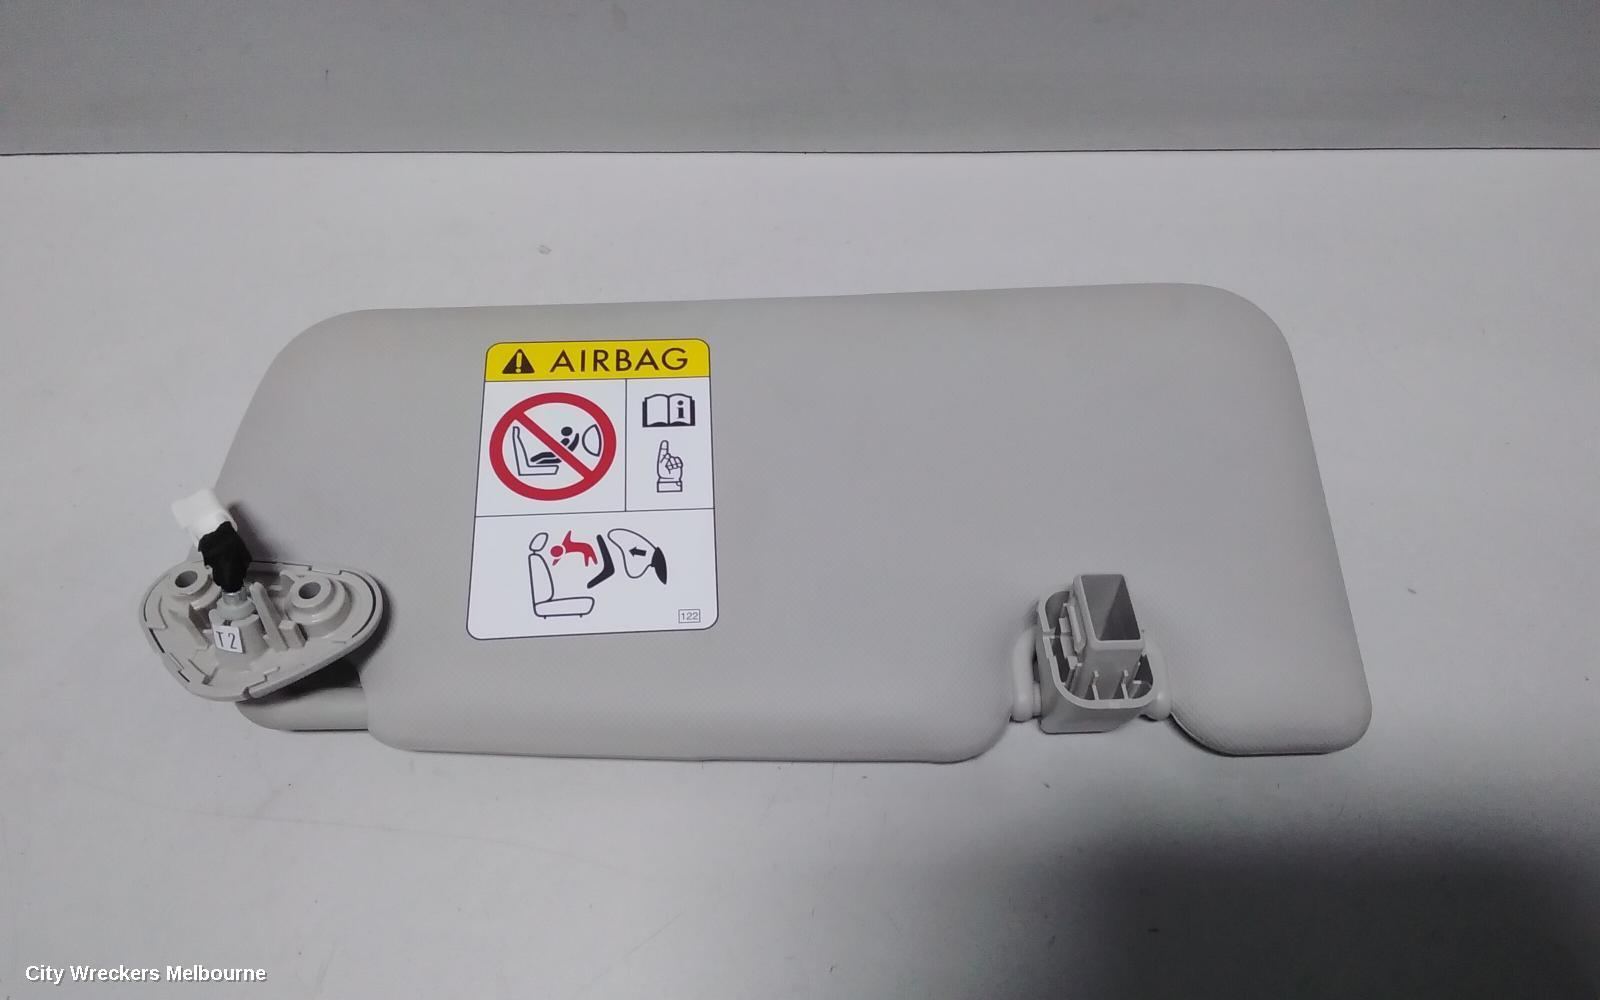 AIRBAG
i
122
T2
City Wreckers Melbourne